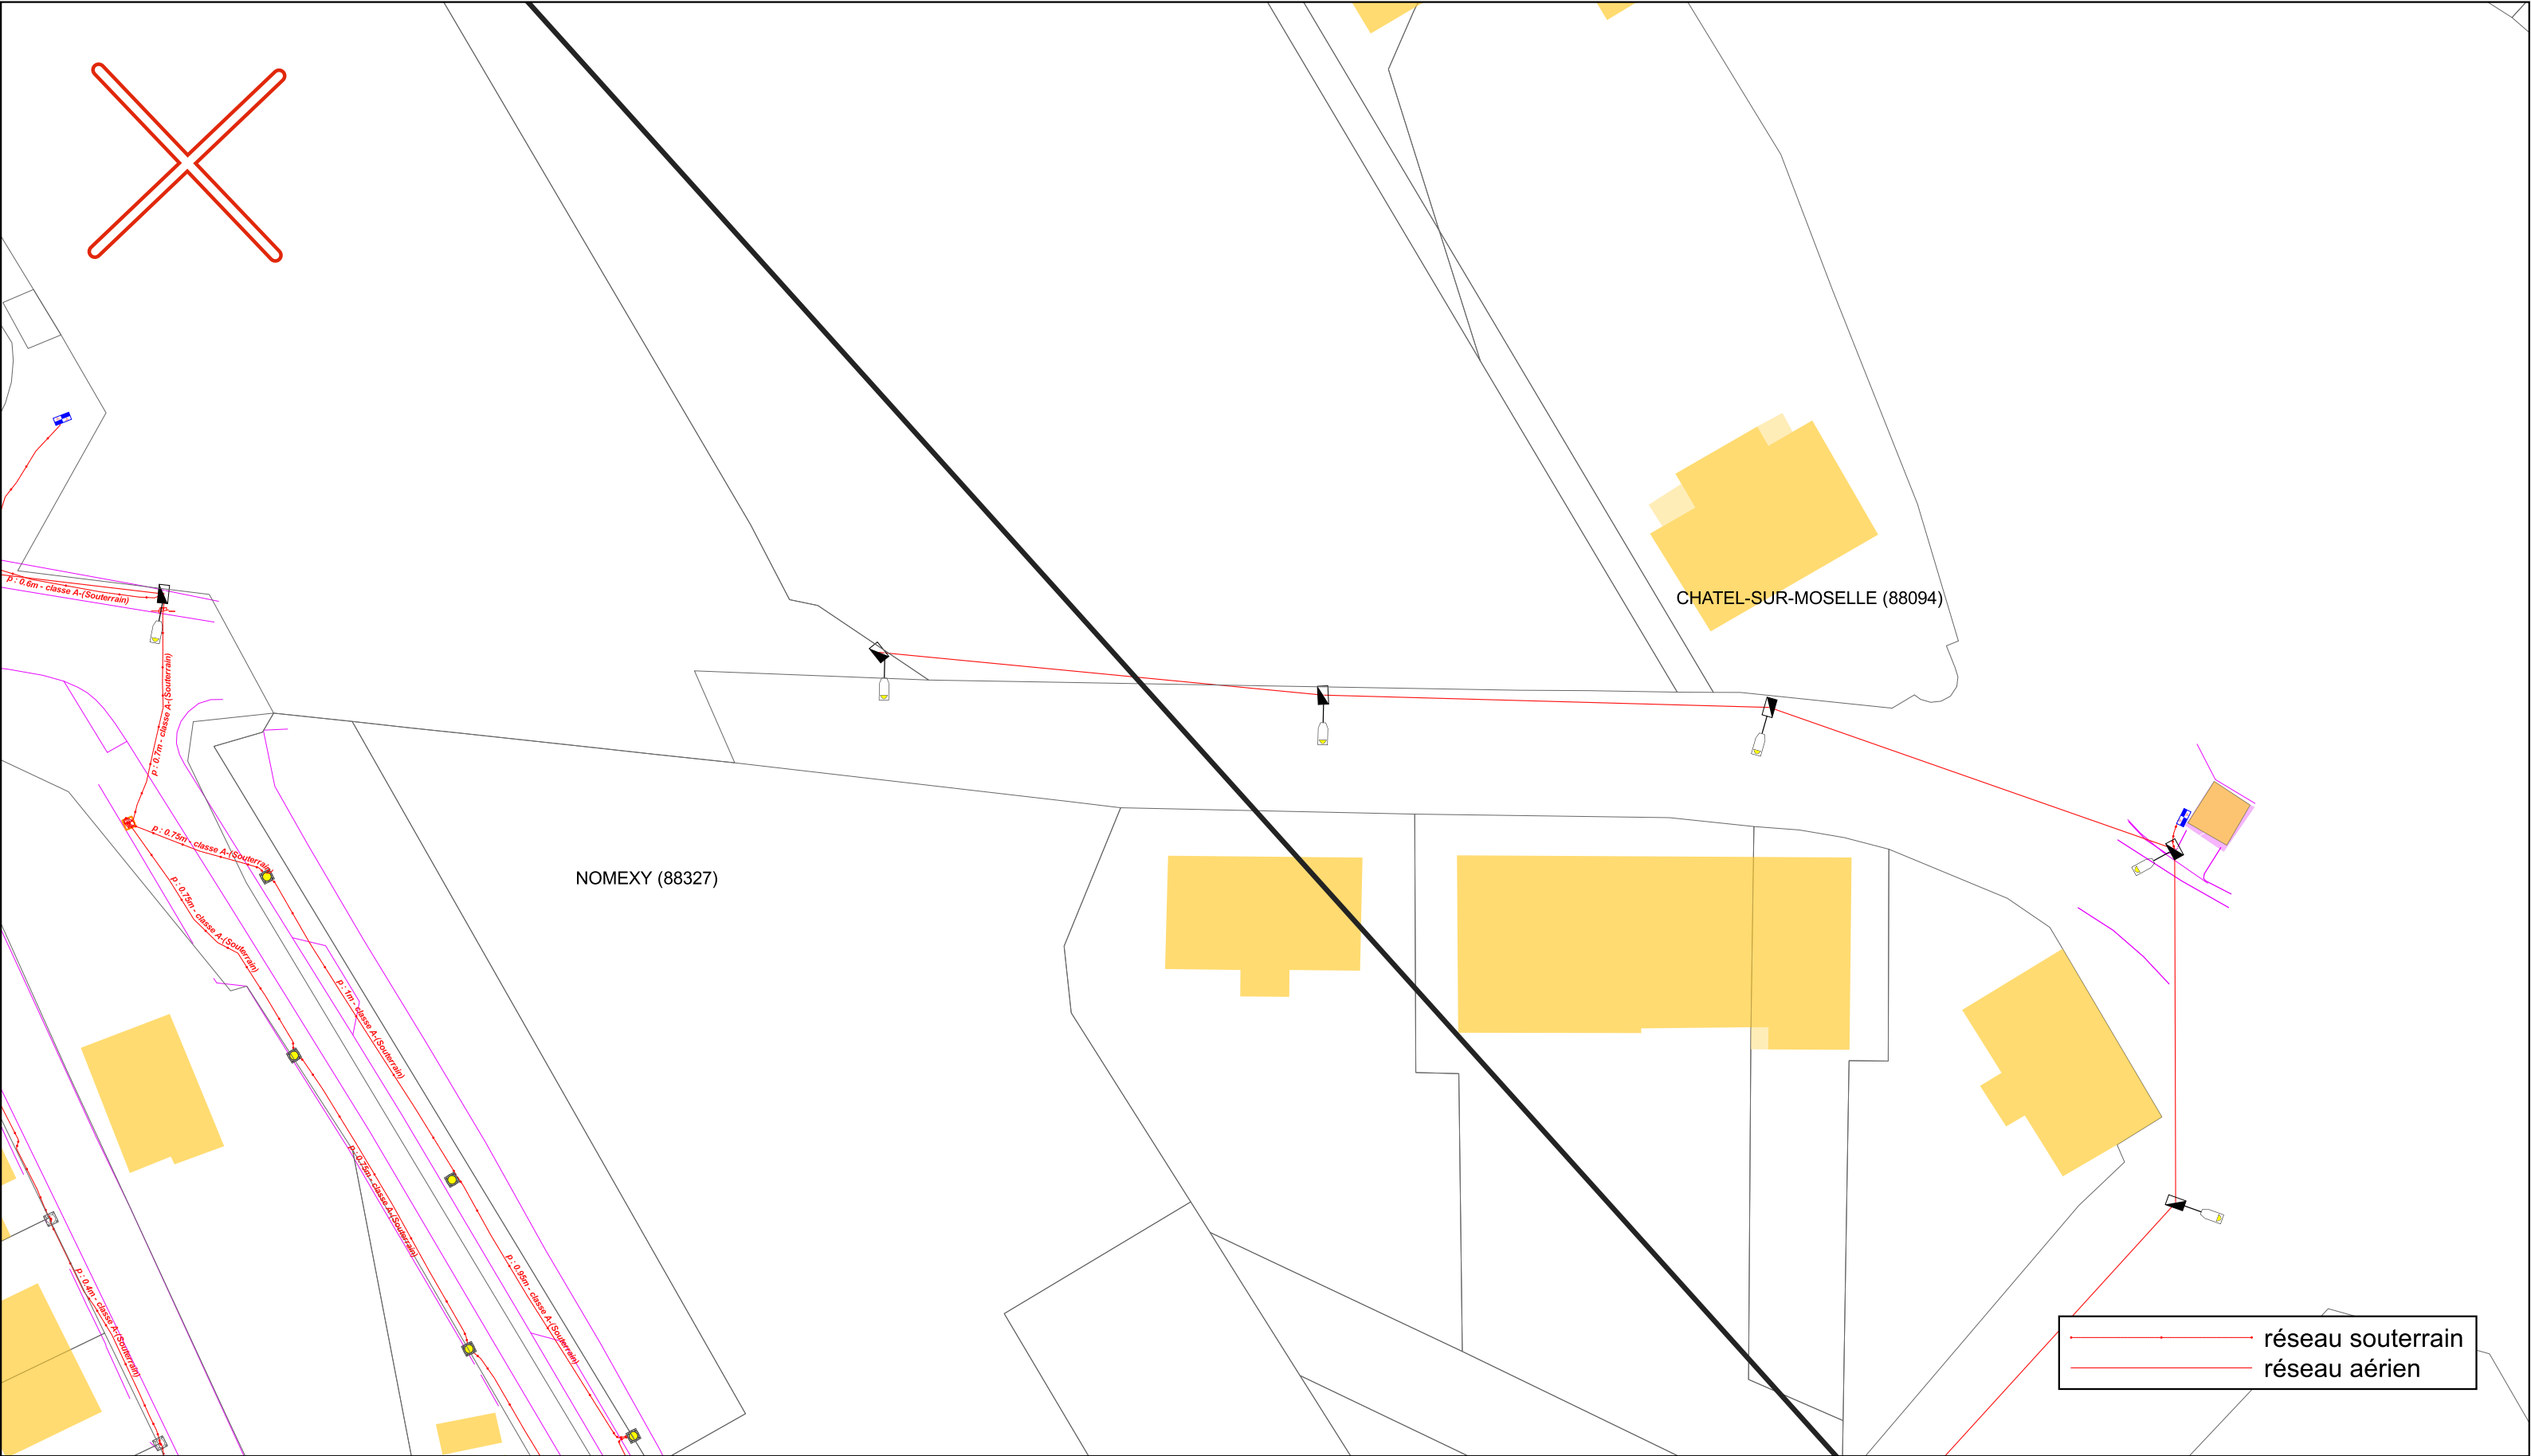 p : 0.6m - classe A-(Souterrain)
CHATEL-SUR-MOSELLE (88094)
p : 0.7m - classe A-(Souterrain)
p : 0.75m - classe A-(Souterrain)
NOMEXY (88327)
p : 0.75m - classe A-(Souterrain)
p : 1m - classe A-(Souterrain)
p : 0.75m - classe A-(Souterrain)
p : 0.95m - classe A-(Souterrain)
p : 0.4m - classe A-(Souterrain)
réseau souterrain
réseau aérien